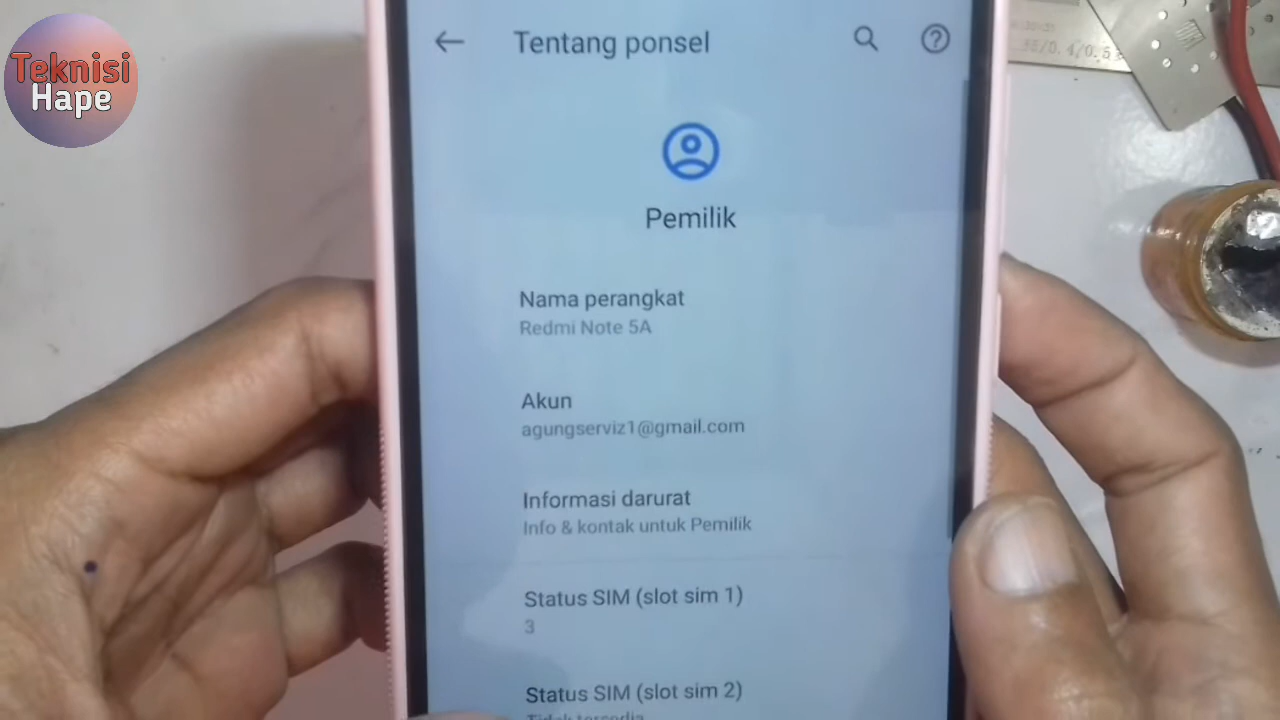 Teknisi
Hape
Tentang ponsel
Pemilik
Nama perangkat
Redmi Note 5A
Akun
agungserviz1@gmail.com
Informasi darurat
Info & kontak untuk Pemilik
Status SIM (slot sim 1)
3
Status SIM (slot sim 2)
Tidak tersedia